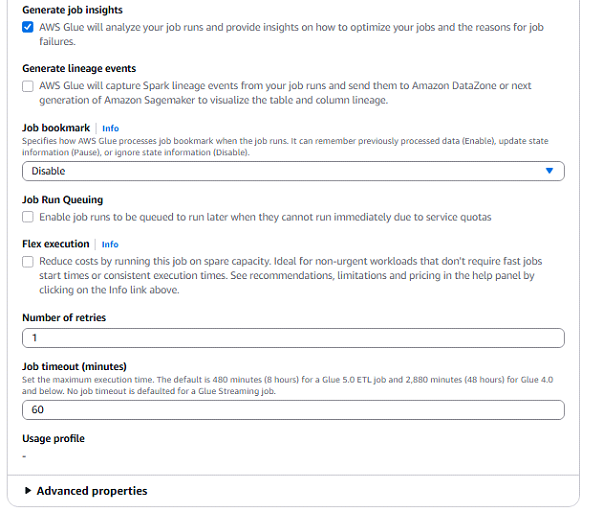 Generate job insights
AWS Glue will analyze your job runs and provide insights on how to optimize your jobs and the reasons for job
failures.
Generate lineage events
AWS Glue will capture Spark lineage events from your job runs and send them to Amazon DataZone or next
generation of Amazon Sagemaker to visualize the table and column lineage.
Job bookmark | Info
Specifies how AWS Glue processes job bookmark when the job runs. It can remember previously processed data (Enable), update state
information (Pause), or ignore state information (Disable).
Disable
Job Run Queuing
Enable job runs to be queued to run later when they cannot run immediately due to service quotas
Flex execution | Info
Reduce costs by running this job on spare capacity. Ideal for non-urgent workloads that don't require fast jobs
start times or consistent execution times. See recommendations, limitations and pricing in the help panel by
clicking on the Info link above.
Number of retries
1
Job timeout (minutes)
Set the maximum execution time. The default is 480 minutes (8 hours) for a Glue 5.0 ETL job and 2,880 minutes (48 hours) for Glue 4.0
and below. No job timeout is defaulted for a Glue Streaming job.
60
Usage profile
-
Advanced properties